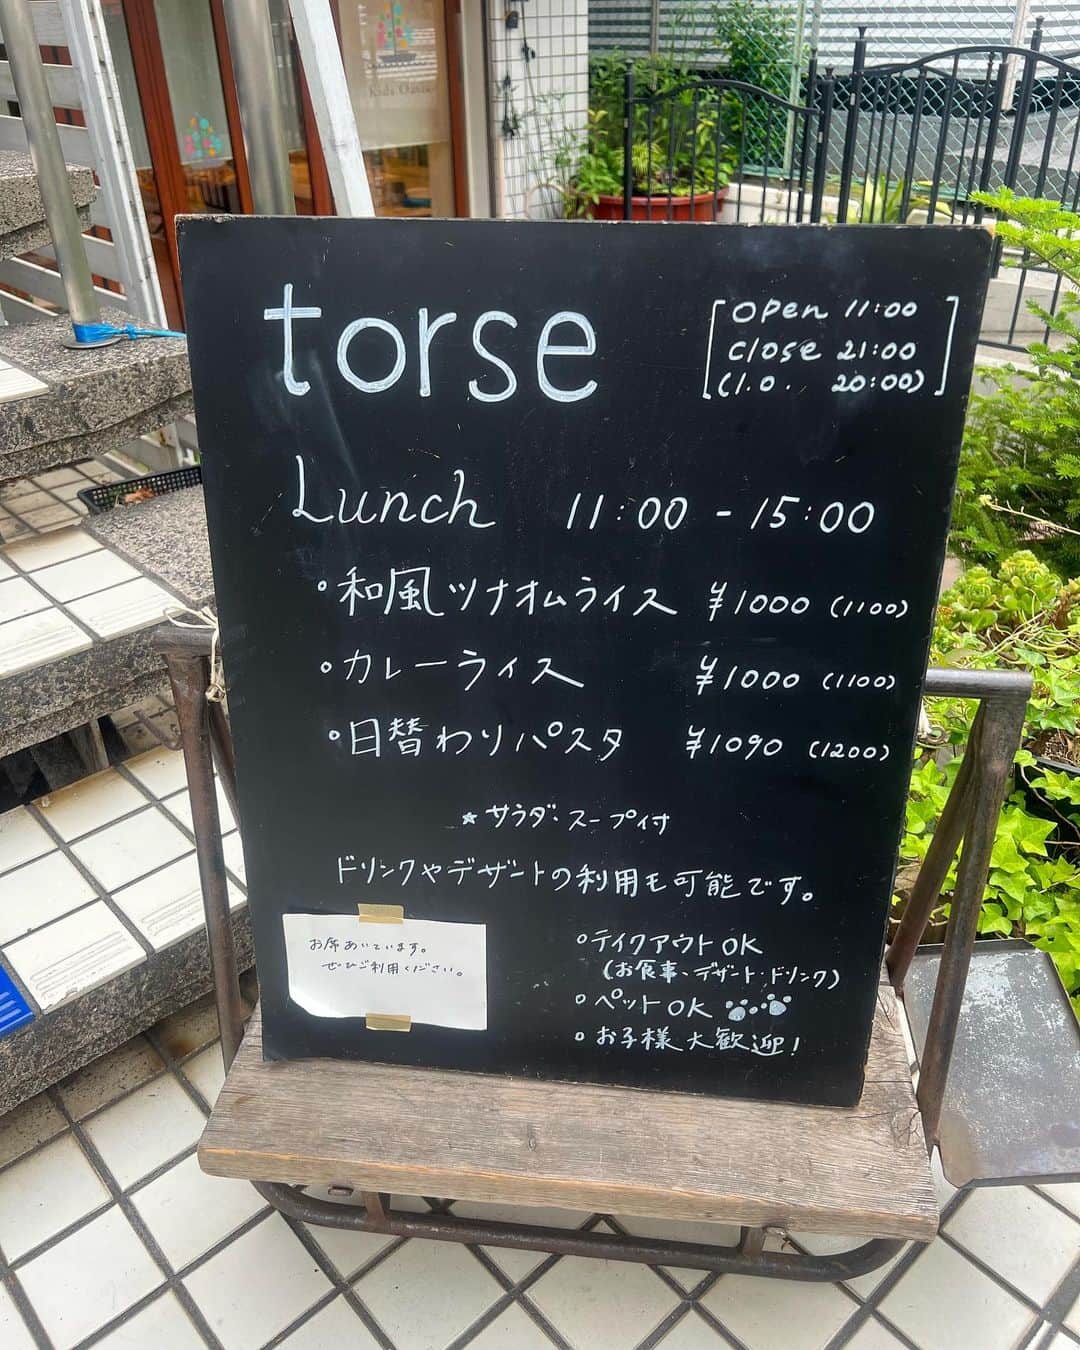 Kids O
torse
open 11:00
close 21:00
(l.o. 20:00)
Lunch 11:00 - 15:00
・和風ツナオムライス ¥1000 (1100)
・カレーライス ¥1000 (1100)
・日替わりパスタ ¥1090 (1200)
★サラダ・スープ付
ドリンクやデザートの利用も可能です。
お席あいています。
ぜひご利用ください。
・テイクアウトOK
(お食事、デザート・ドリンク)
・ペットOK
・お子様大歓迎!